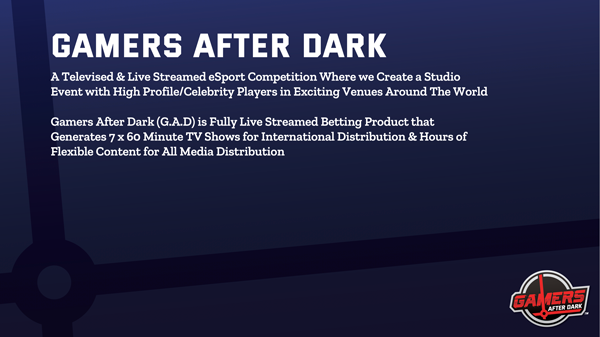 GAMERS AFTER DARK
A Televised & Live Streamed eSport Competition Where we Create a Studio
Event with High Profile/Celebrity Players in Exciting Venues Around The World
Gamers After Dark (G.A.D) is Fully Live Streamed Betting Product that
Generates 7 x 60 Minute TV Shows for International Distribution & Hours of
Flexible Content for All Media Distribution
GAMERS
AFTER DARK
TM